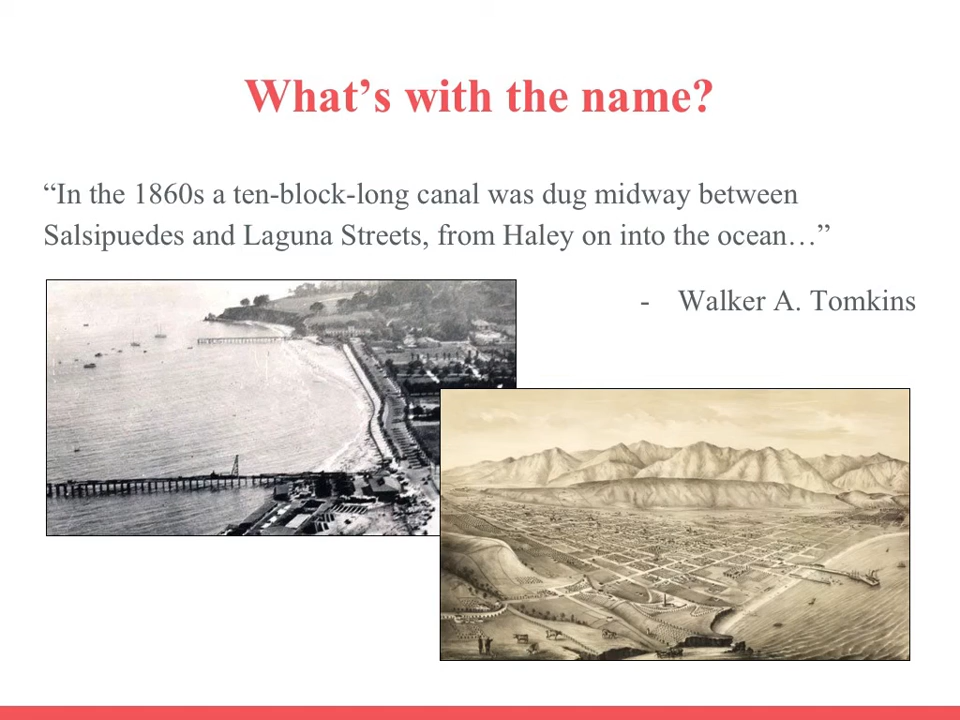 What’s with the name?
“In the 1860s a ten-block-long canal was dug midway between
Salsipuedes and Laguna Streets, from Haley on into the ocean…”
- Walker A. Tomkins